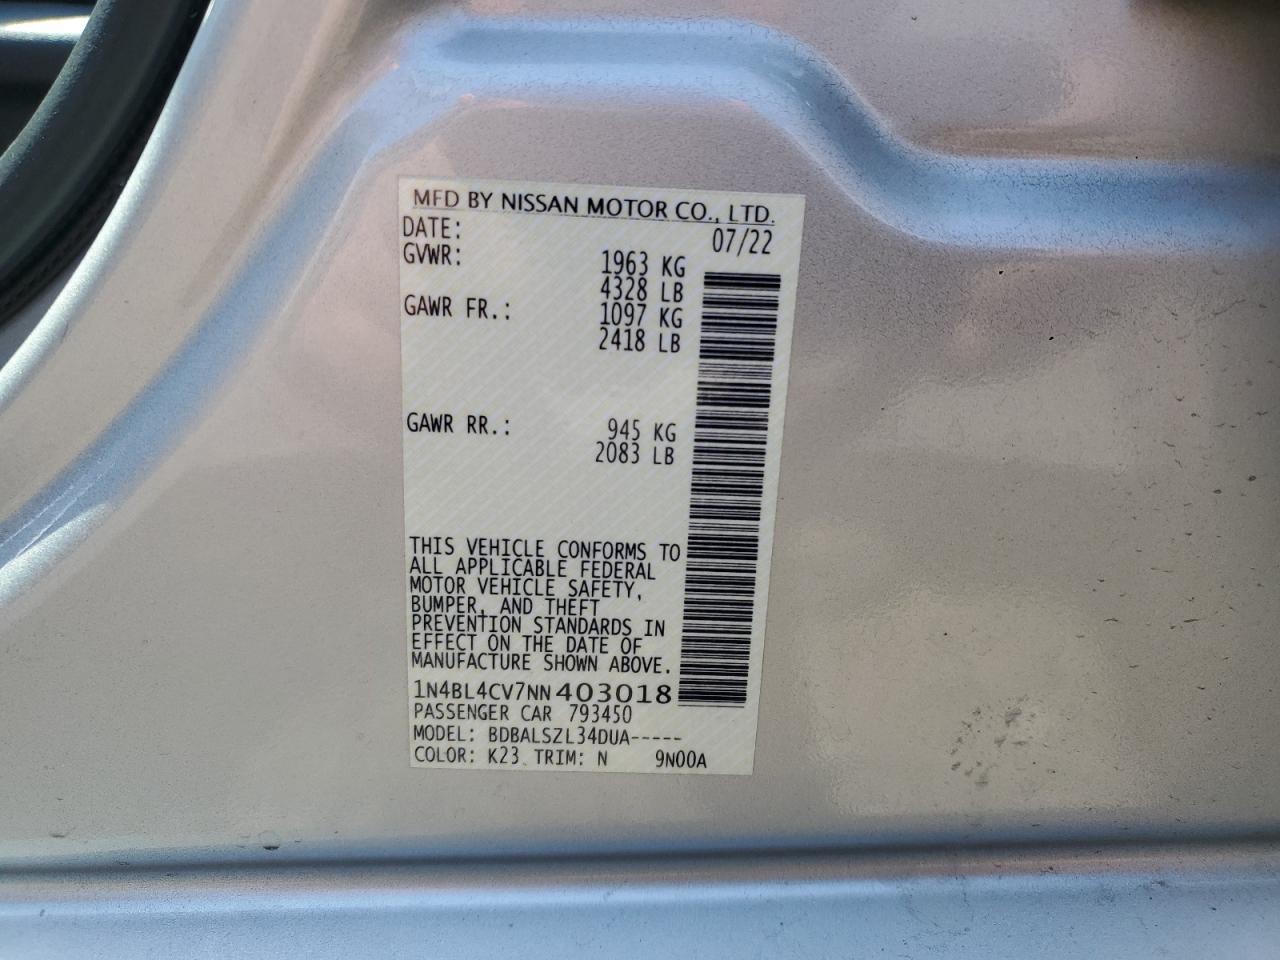 MFD BY NISSAN MOTOR CO., LTD.
DATE: 07/22
GVWR: 1963 KG
4328 LB
GAWR FR.: 1097 KG
2418 LB
GAWR RR.: 945 KG
2083 LB
THIS VEHICLE CONFORMS TO
ALL APPLICABLE FEDERAL
MOTOR VEHICLE SAFETY,
BUMPER, AND THEFT
PREVENTION STANDARDS IN
EFFECT ON THE DATE OF
MANUFACTURE SHOWN ABOVE.
1N4BL4CV7NN403018
PASSENGER CAR 793450
MODEL: BDBALSZL34DUA-----
COLOR: K23 TRIM: N 9N00A